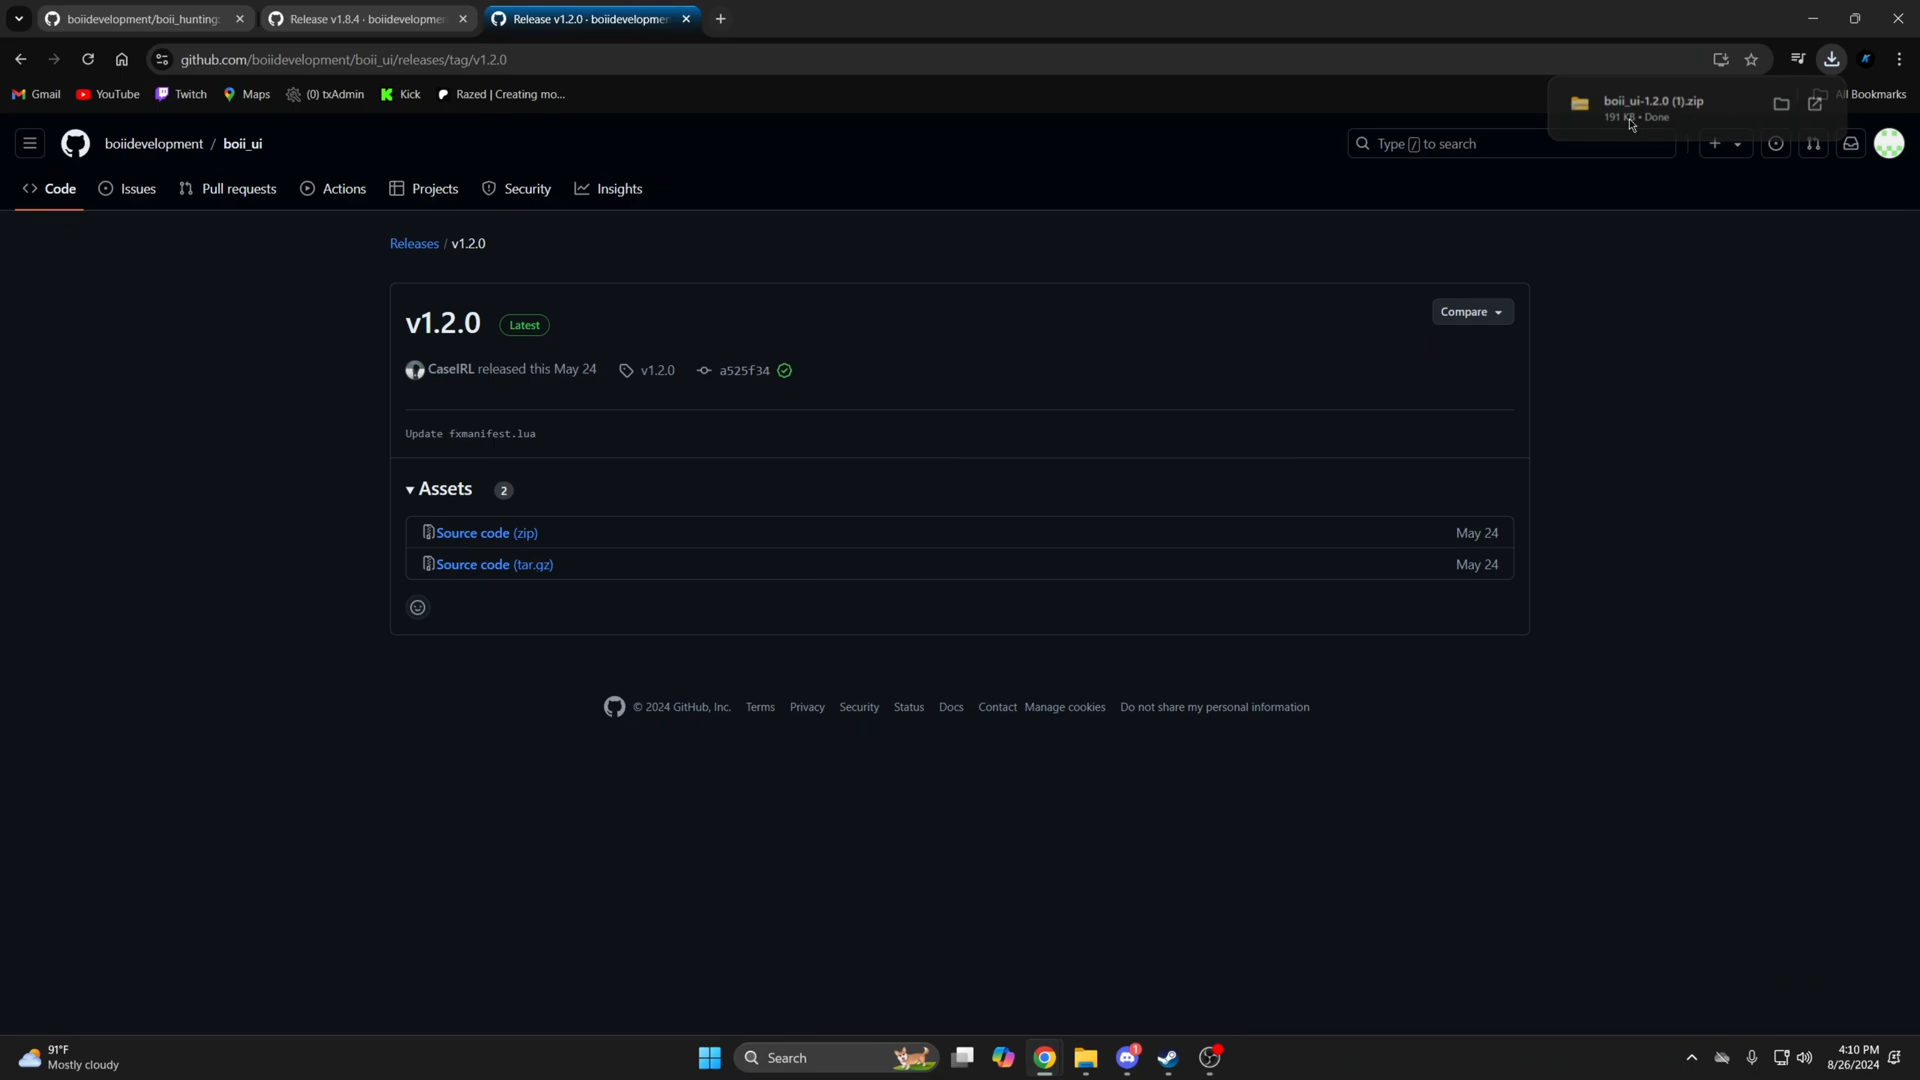 boiidevelopment/boii_hunting:
Release v1.8.4 · boiidevelopmen
Release v1.2.0 · boiidevelopmen
github.com/boiidevelopment/boii_ui/releases/tag/v1.2.0
Gmail
YouTube
Twitch
Maps
(0) txAdmin
Kick
Razed | Creating mo...
All Bookmarks
boii_ui-1.2.0 (1).zip
191 KB • Done
boiidevelopment / boii_ui
Type / to search
Code
Issues
Pull requests
Actions
Projects
Security
Insights
Releases / v1.2.0
v1.2.0
Latest
Compare
CaseIRL released this May 24
v1.2.0
a525f34
Update fxmanifest.lua
Assets 2
Source code (zip)
May 24
Source code (tar.gz)
May 24
© 2024 GitHub, Inc.
Terms
Privacy
Security
Status
Docs
Contact
Manage cookies
Do not share my personal information
91°F
Mostly cloudy
Search
1
4:10 PM
8/26/2024